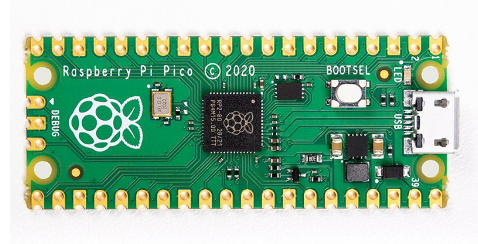 Raspberry Pi Pico © 2020
BOOTSEL
LED
2
1
USB
DEBUG
39